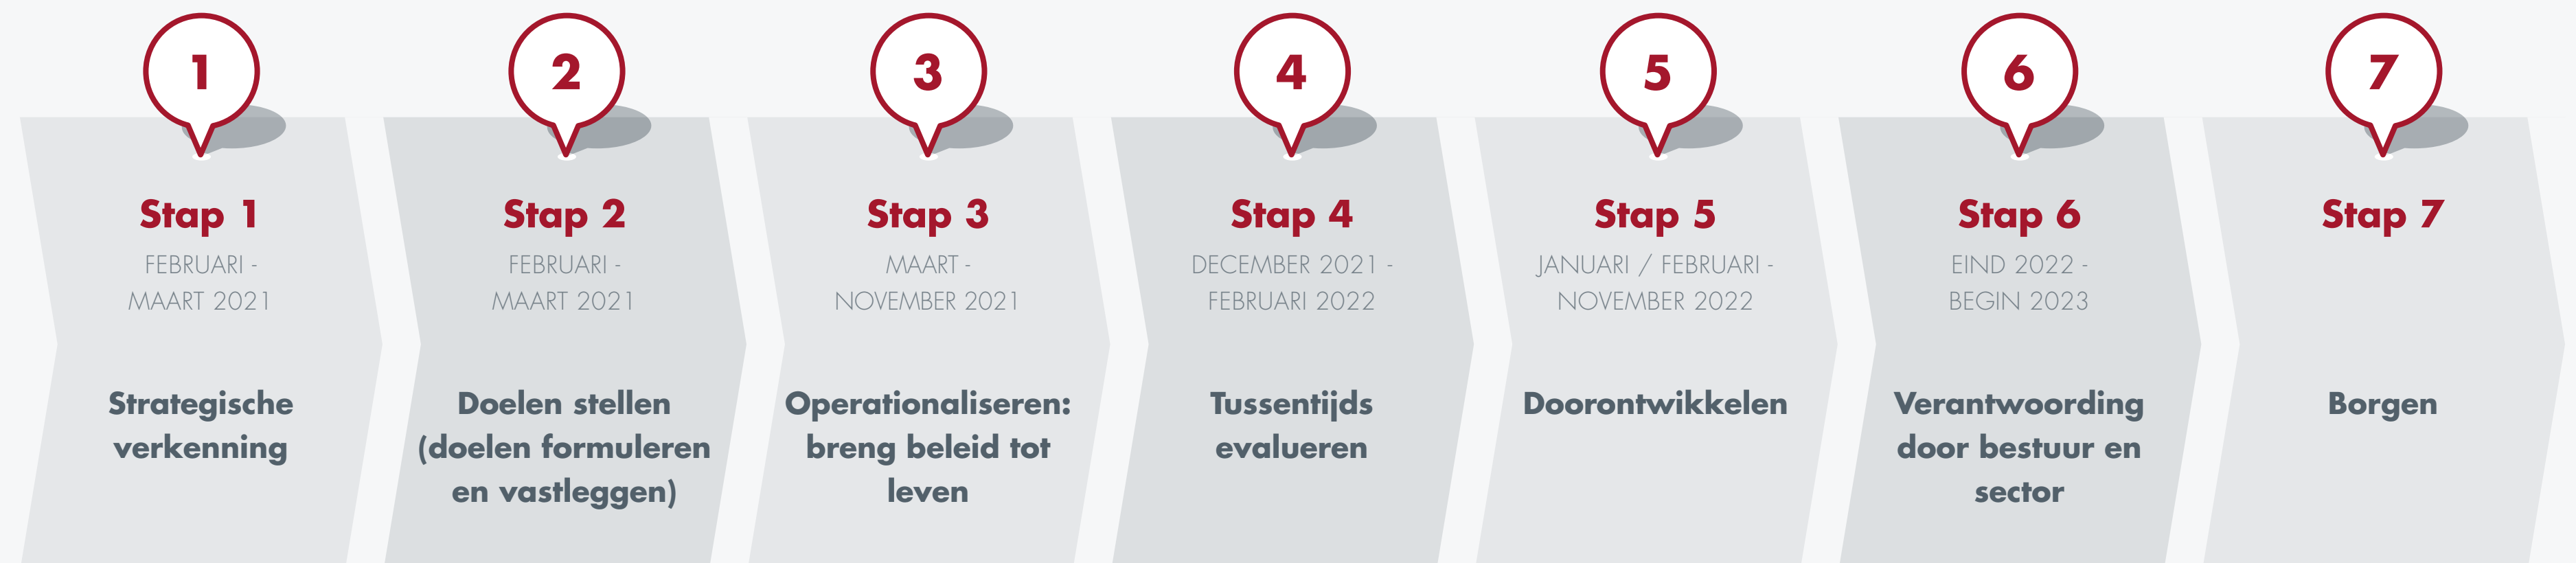 1
Stap 1
FEBRUARI -
MAART 2021
Strategische
verkenning
2
Stap 2
FEBRUARI -
MAART 2021
Doelen stellen
(doelen formuleren
en vastleggen)
3
Stap 3
MAART -
NOVEMBER 2021
Operationaliseren:
breng beleid tot
leven
4
Stap 4
DECEMBER 2021 -
FEBRUARI 2022
Tussentijds
evalueren
5
Stap 5
JANUARI / FEBRUARI -
NOVEMBER 2022
Doorontwikkelen
6
Stap 6
EIND 2022 -
BEGIN 2023
Verantwoording
door bestuur en
sector
7
Stap 7
Borgen